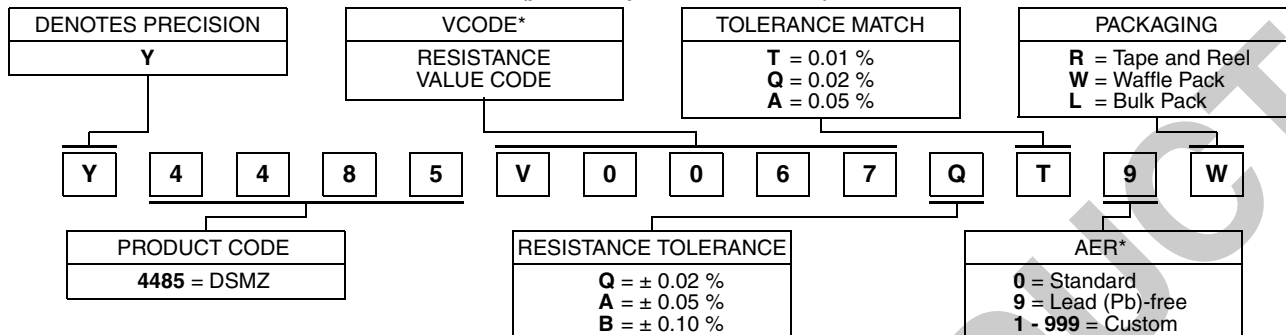 DENOTES PRECISION
Y
VCODE*
RESISTANCE
VALUE CODE
TOLERANCE MATCH
T = 0.01 %
Q = 0.02 %
A = 0.05 %
PACKAGING
R = Tape and Reel
W = Waffle Pack
L = Bulk Pack
Y 4 4 8 5 V 0 0 6 7 Q T 9 W
PRODUCT CODE
4485 = DSMZ
RESISTANCE TOLERANCE
Q = ± 0.02 %
A = ± 0.05 %
B = ± 0.10 %
AER*
0 = Standard
9 = Lead (Pb)-free
1 - 999 = Custom